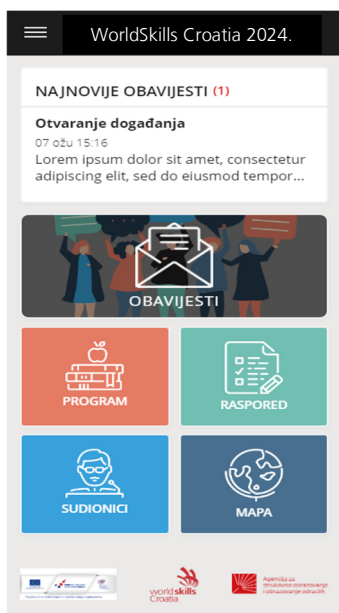 WorldSkills Croatia 2024.
NAJNOVIJE OBAVIJESTI (1)
Otvaranje događanja
07 ožu 15:16
Lorem ipsum dolor sit amet, consectetur
adipiscing elit, sed do eiusmod tempor...
OBAVIJESTI
PROGRAM
RASPORED
SUDIONICI
MAPA
worldskills
Croatia
Agencija za
strukovno obrazovanje
i obrazovanje odraslih